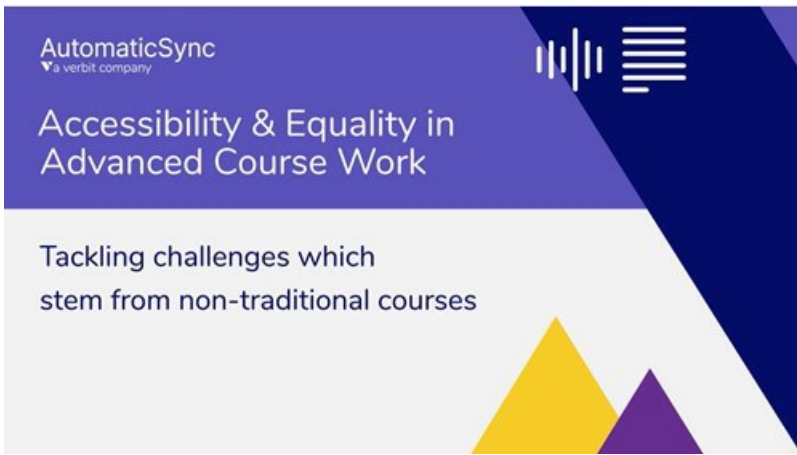 AutomaticSync
a verbit company
Accessibility & Equality in
Advanced Course Work
Tackling challenges which
stem from non-traditional courses